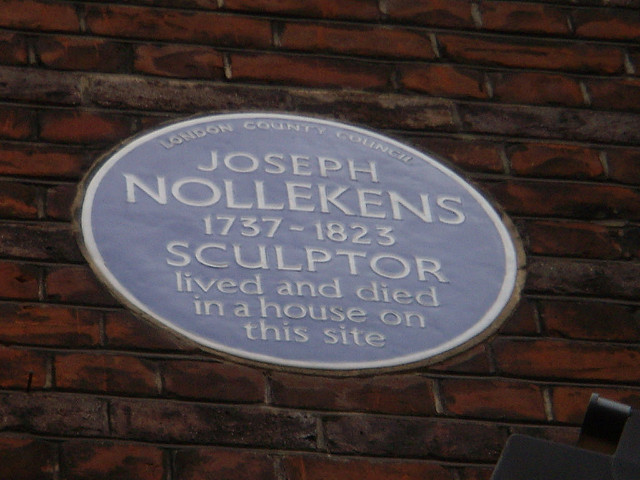 LONDON COUNTY COUNCIL
JOSEPH
NOLLEKENS
1737-1823
SCULPTOR
lived and died
in a house on
this site